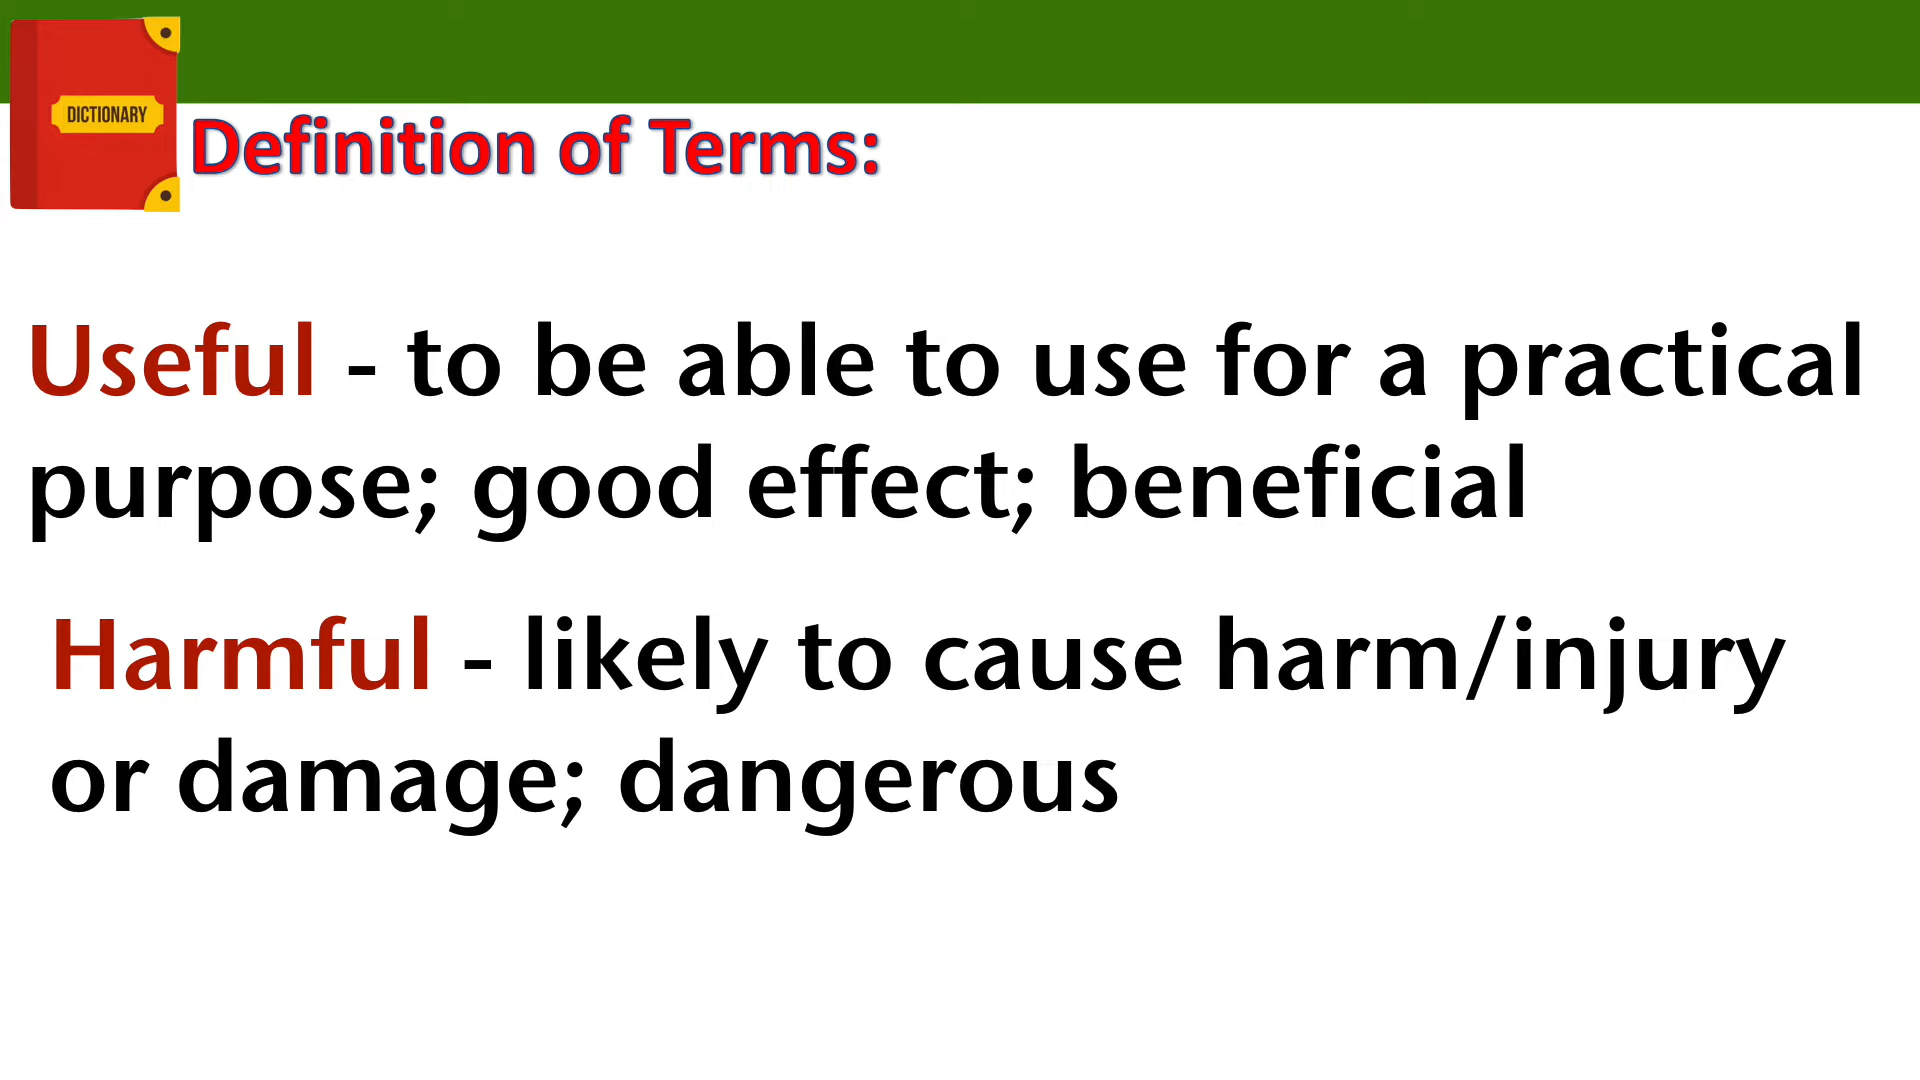 DICTIONARY
Definition of Terms:
Useful - to be able to use for a practical
purpose; good effect; beneficial
Harmful - likely to cause harm/injury
or damage; dangerous